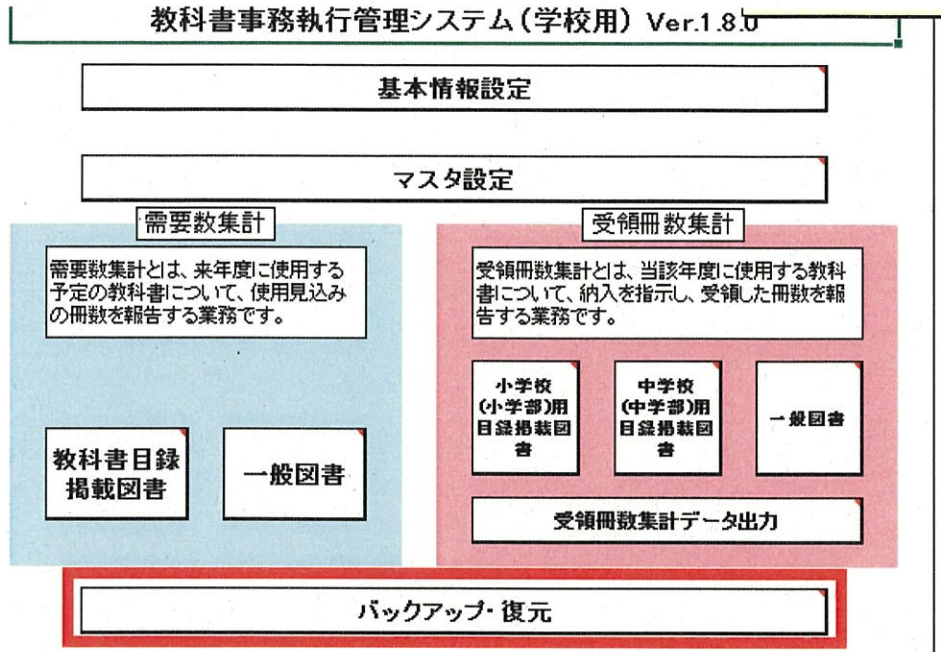 教科書事務執行管理システム(学校用) Ver.1.8.0
基本情報設定
マスタ設定
需要数集計
需要数集計とは、来年度に使用する
予定の教科書について、使用見込み
の冊数を報告する業務です。
教科書目録
掲載図書
一般図書
受領冊数集計
受領冊数集計とは、当該年度に使用する教科
書について、納入を指示し、受領した冊数を報
告する業務です。
小学校
(小学部)用
目録掲載図
書
中学校
(中学部)用
目録掲載図
書
一般図書
受領冊数集計データ出力
バックアップ・復元